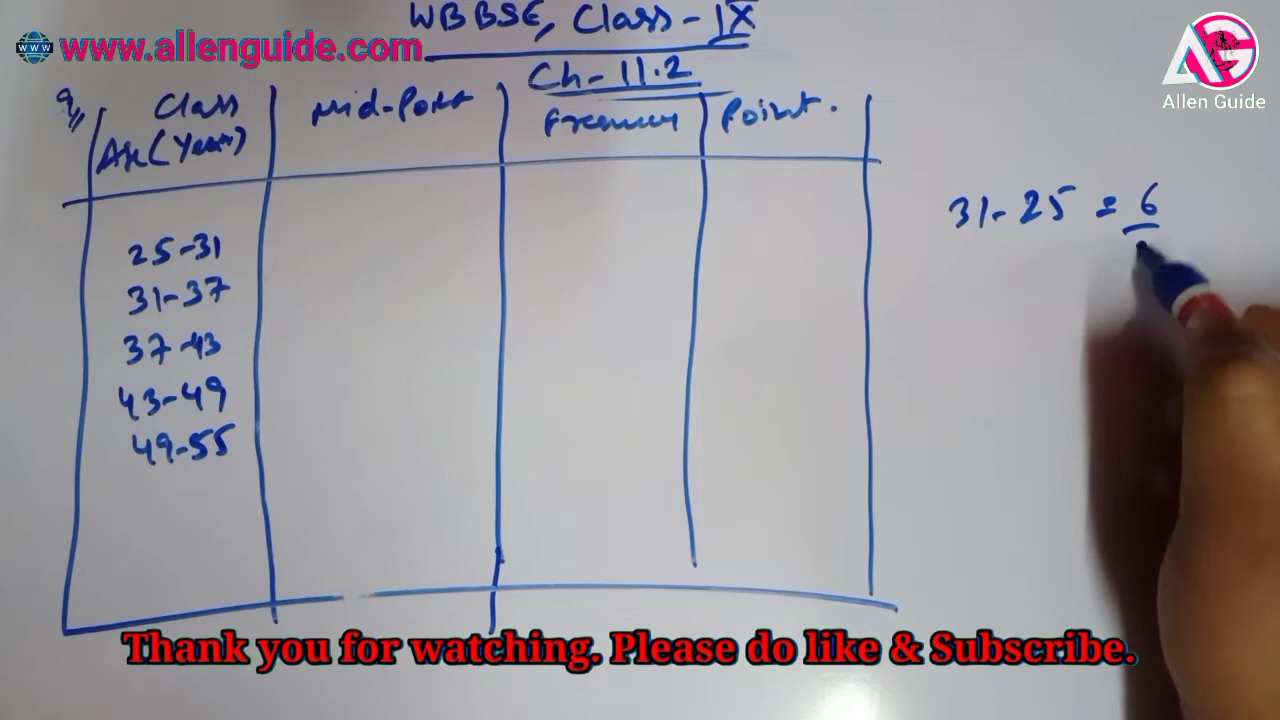 WBBSE, Class - IX
www.allenguide.com
Allen Guide
Ch - 11.2
Class
Age (Years)
Mid-Point
Frequency
Point.
31 - 25 = 6
25-31
31-37
37-43
43-49
49-55
Thank you for watching. Please do like & Subscribe.